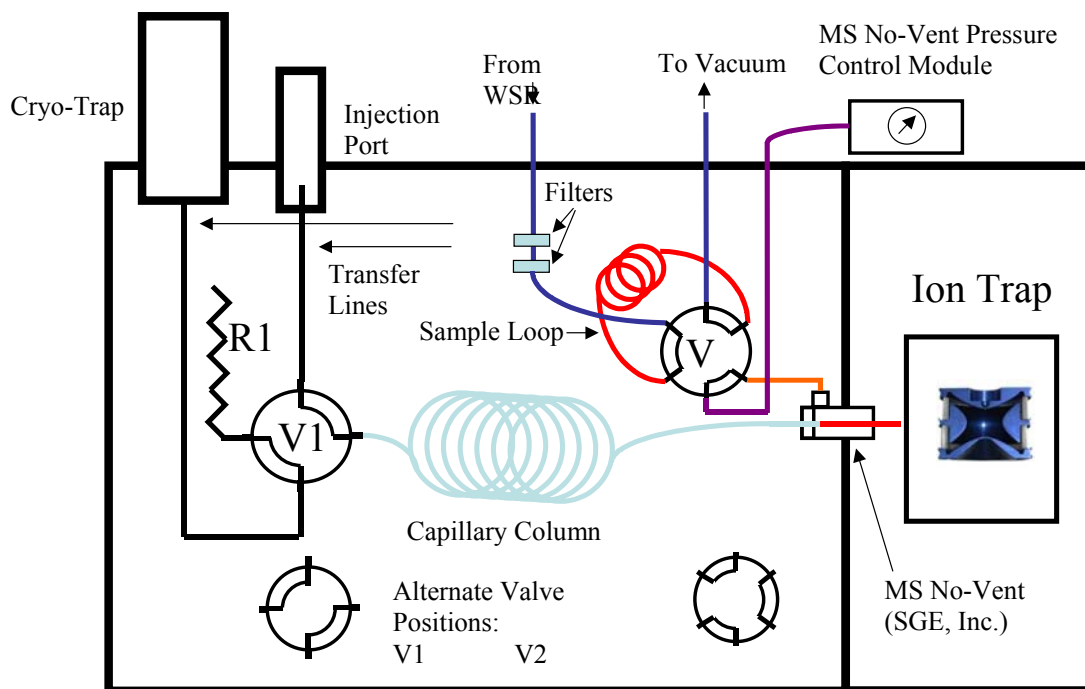 MS No-Vent Pressure
Control Module
From
WSR
To Vacuum
Cryo-Trap
Injection
Port
Filters
Transfer
Lines
Ion Trap
Sample Loop
R1
V
V1
Capillary Column
MS No-Vent
(SGE, Inc.)
Alternate Valve
Positions:
V1 V2